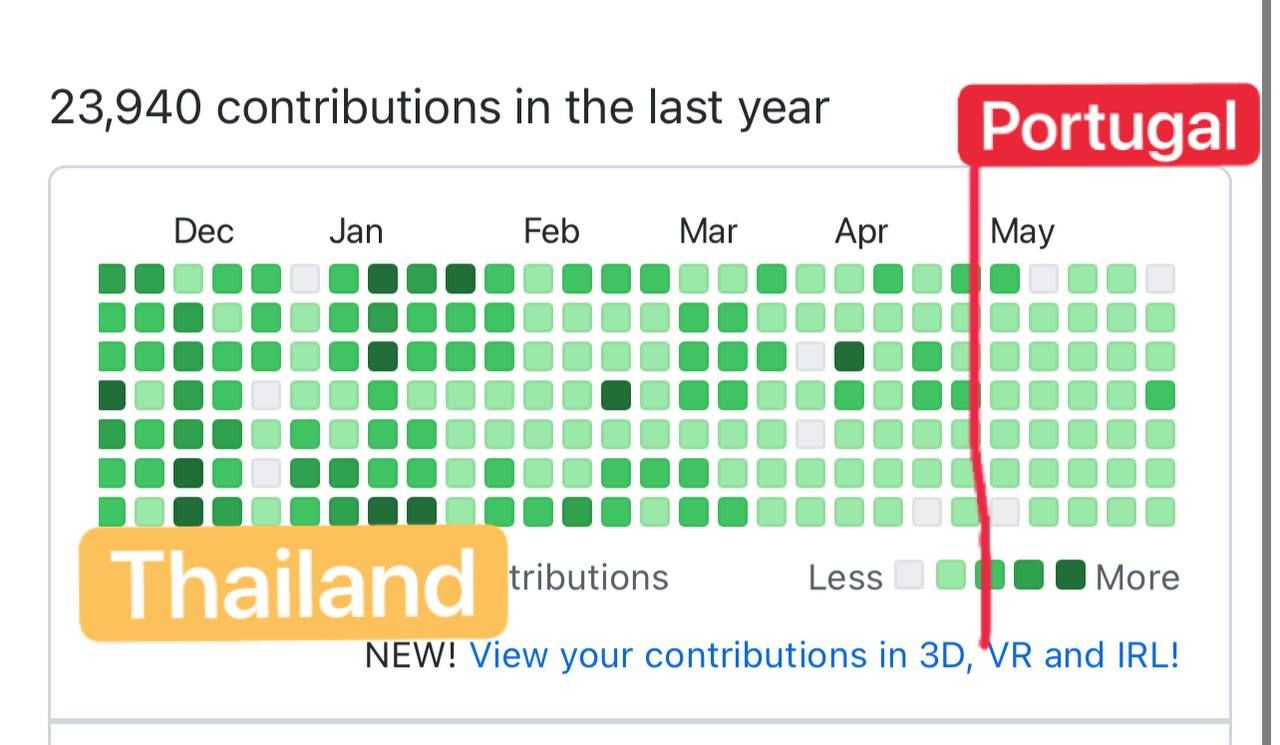 23,940 contributions in the last year
Portugal
Dec Jan Feb Mar Apr May
Thailand
tributions
Less More
NEW! View your contributions in 3D, VR and IRL!